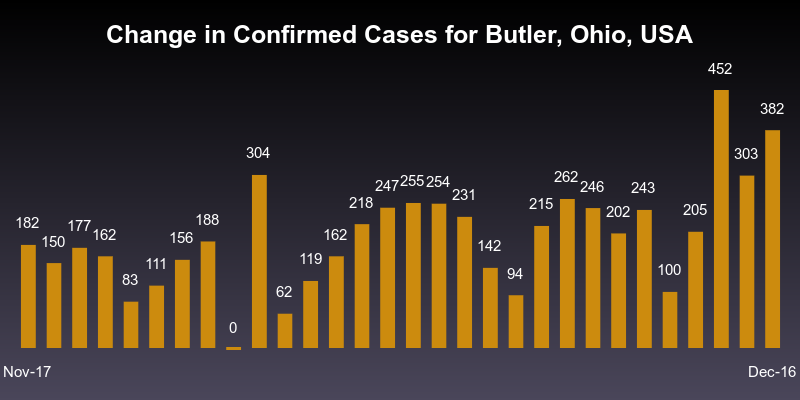 Change in Confirmed Cases for Butler, Ohio, USA
182 150 177 162 83 111 156 188 0 304 62 119 162 218 247 255 254 231 142 94 215 262 246 202 243 100 205 452 303 382
Nov-17 Dec-16